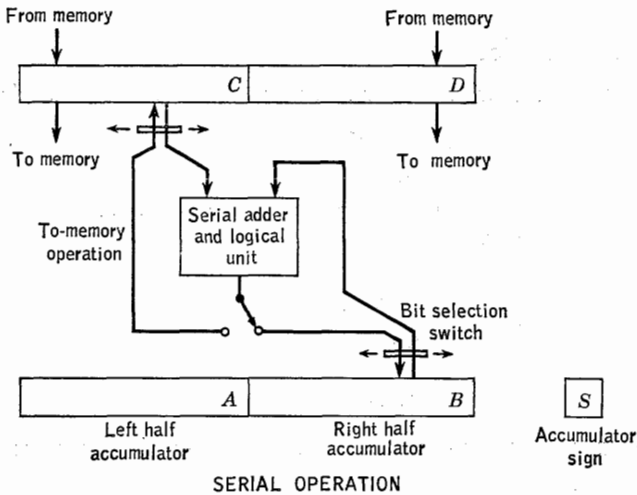 From memory
From memory
C
D
To memory
To memory
Serial adder
and logical
unit
To-memory
operation
Bit selection
switch
A
B
S
Left half
accumulator
Right half
accumulator
Accumulator
sign
SERIAL OPERATION